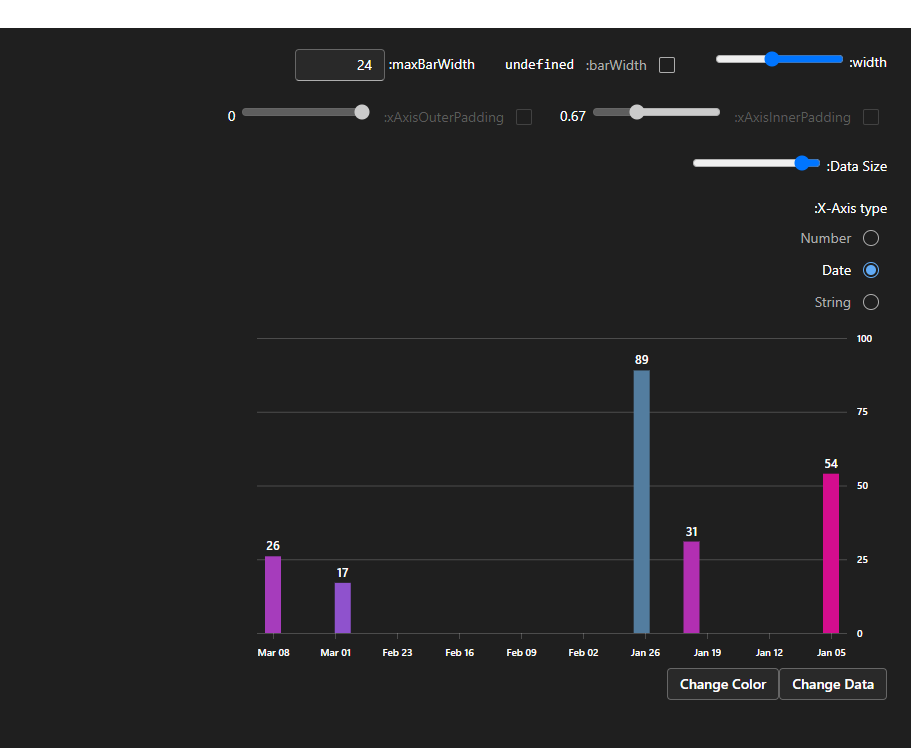 :width
:barWidth undefined
:maxBarWidth 24
:xAxisInnerPadding 0.67
:xAxisOuterPadding 0
:Data Size
:X-Axis type
Number
Date
String
100
75
50
25
0
89
54
31
26
17
Mar 08 Mar 01 Feb 23 Feb 16 Feb 09 Feb 02 Jan 26 Jan 19 Jan 12 Jan 05
Change Color Change Data